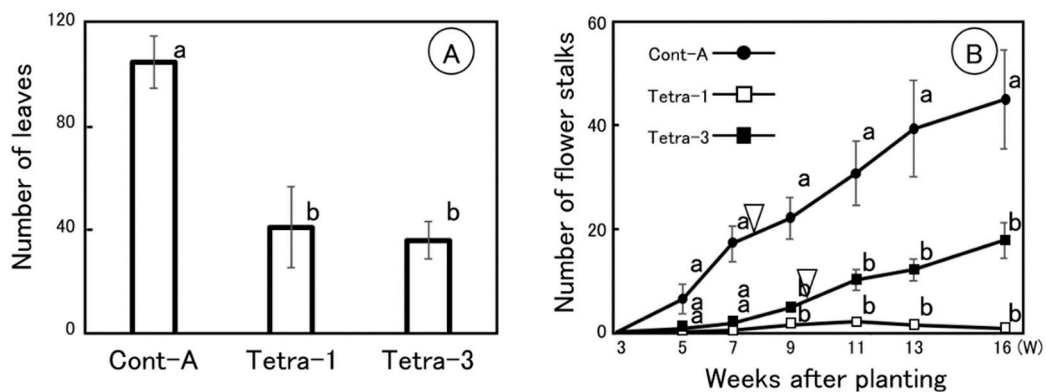 120
80
40
0
Number of leaves
a
b
b
A
Cont-A
Tetra-1
Tetra-3
60
40
20
0
Number of flower stalks
Cont-A
Tetra-1
Tetra-3
B
a
a
a
a
a
a
a
a
a
a
b
b
b
b
b
b
b
b
3
5
7
9
11
13
16 (W)
Weeks after planting